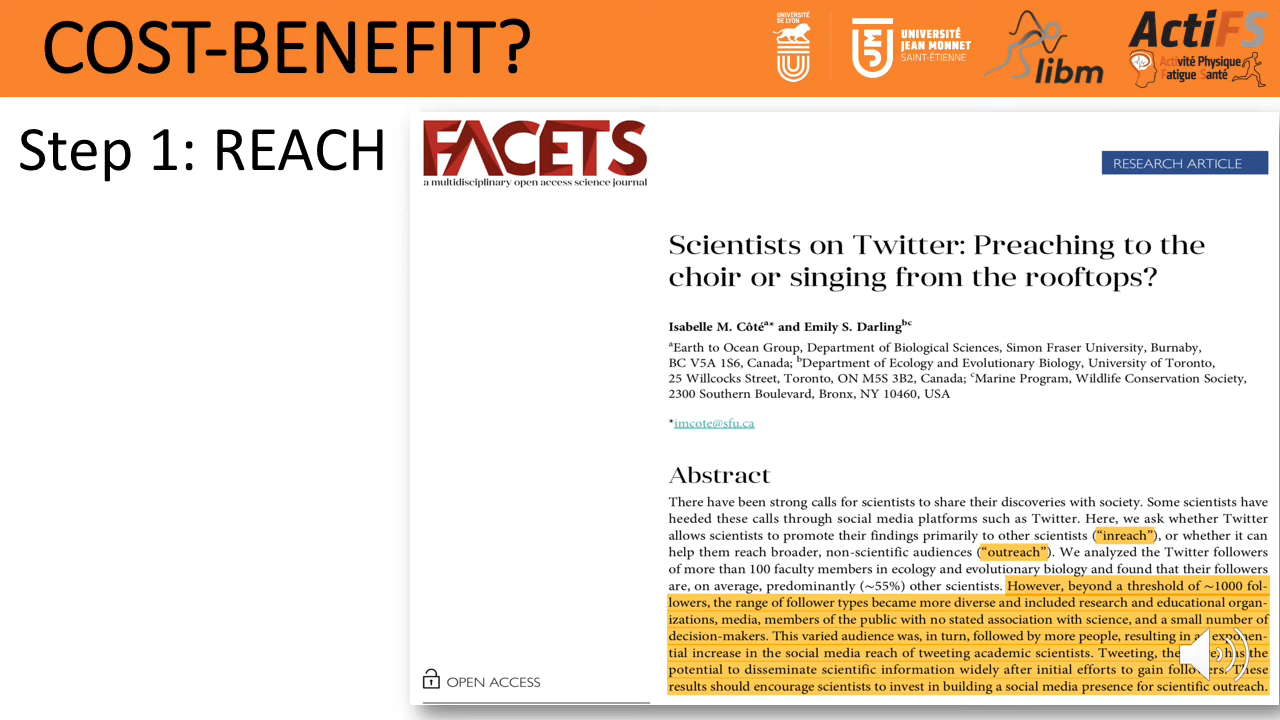 COST-BENEFIT?
UNIVERSITÉ
DE LYON
UNIVERSITÉ
JEAN MONNET
SAINT-ÉTIENNE
libm
ActiFS
Activité Physique
Fatigue Santé
Step 1: REACH
FACETS
a multidisciplinary open access science journal
RESEARCH ARTICLE
Scientists on Twitter: Preaching to the
choir or singing from the rooftops?
Isabelle M. Côtéa* and Emily S. Darlingbc
aEarth to Ocean Group, Department of Biological Sciences, Simon Fraser University, Burnaby,
BC V5A 1S6, Canada; bDepartment of Ecology and Evolutionary Biology, University of Toronto,
25 Willcocks Street, Toronto, ON M5S 3B2, Canada; cMarine Program, Wildlife Conservation Society,
2300 Southern Boulevard, Bronx, NY 10460, USA
*imcote@sfu.ca
Abstract
There have been strong calls for scientists to share their discoveries with society. Some scientists have
heeded these calls through social media platforms such as Twitter. Here, we ask whether Twitter
allows scientists to promote their findings primarily to other scientists (“inreach”), or whether it can
help them reach broader, non-scientific audiences (“outreach”). We analyzed the Twitter followers
of more than 100 faculty members in ecology and evolutionary biology and found that their followers
are, on average, predominantly (~55%) other scientists. However, beyond a threshold of ~1000 fol-
lowers, the range of follower types became more diverse and included research and educational organ-
izations, media, members of the public with no stated association with science, and a small number of
decision-makers. This varied audience was, in turn, followed by more people, resulting in an exponen-
tial increase in the social media reach of tweeting academic scientists. Tweeting, has the
potential to disseminate scientific information widely after initial efforts to gain followers. These
results should encourage scientists to invest in building a social media presence for scientific outreach.
OPEN ACCESS